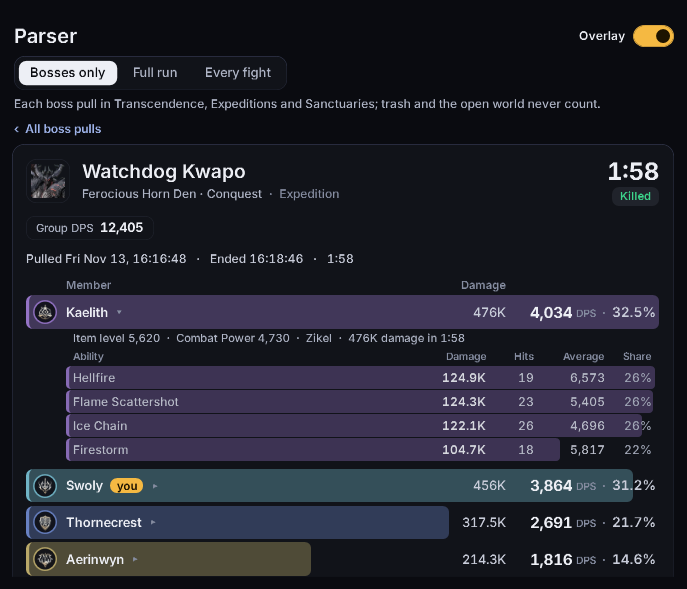 Parser
Overlay
Bosses only Full run Every fight
Each boss pull in Transcendence, Expeditions and Sanctuaries; trash and the open world never count.
‹ All boss pulls
Watchdog Kwapo
1:58
Ferocious Horn Den · Conquest · Expedition
Killed
Group DPS 12,405
Pulled Fri Nov 13, 16:16:48 · Ended 16:18:46 · 1:58
Member Damage
Kaelith 476K 4,034 DPS · 32.5%
Item level 5,620 · Combat Power 4,730 · Zikel · 476K damage in 1:58
Ability Damage Hits Average Share
Hellfire 124.9K 19 6,573 26%
Flame Scattershot 124.3K 23 5,405 26%
Ice Chain 122.1K 26 4,696 26%
Firestorm 104.7K 18 5,817 22%
Swoly you 456K 3,864 DPS · 31.2%
Thornecrest 317.5K 2,691 DPS · 21.7%
Aerinwyn 214.3K 1,816 DPS · 14.6%